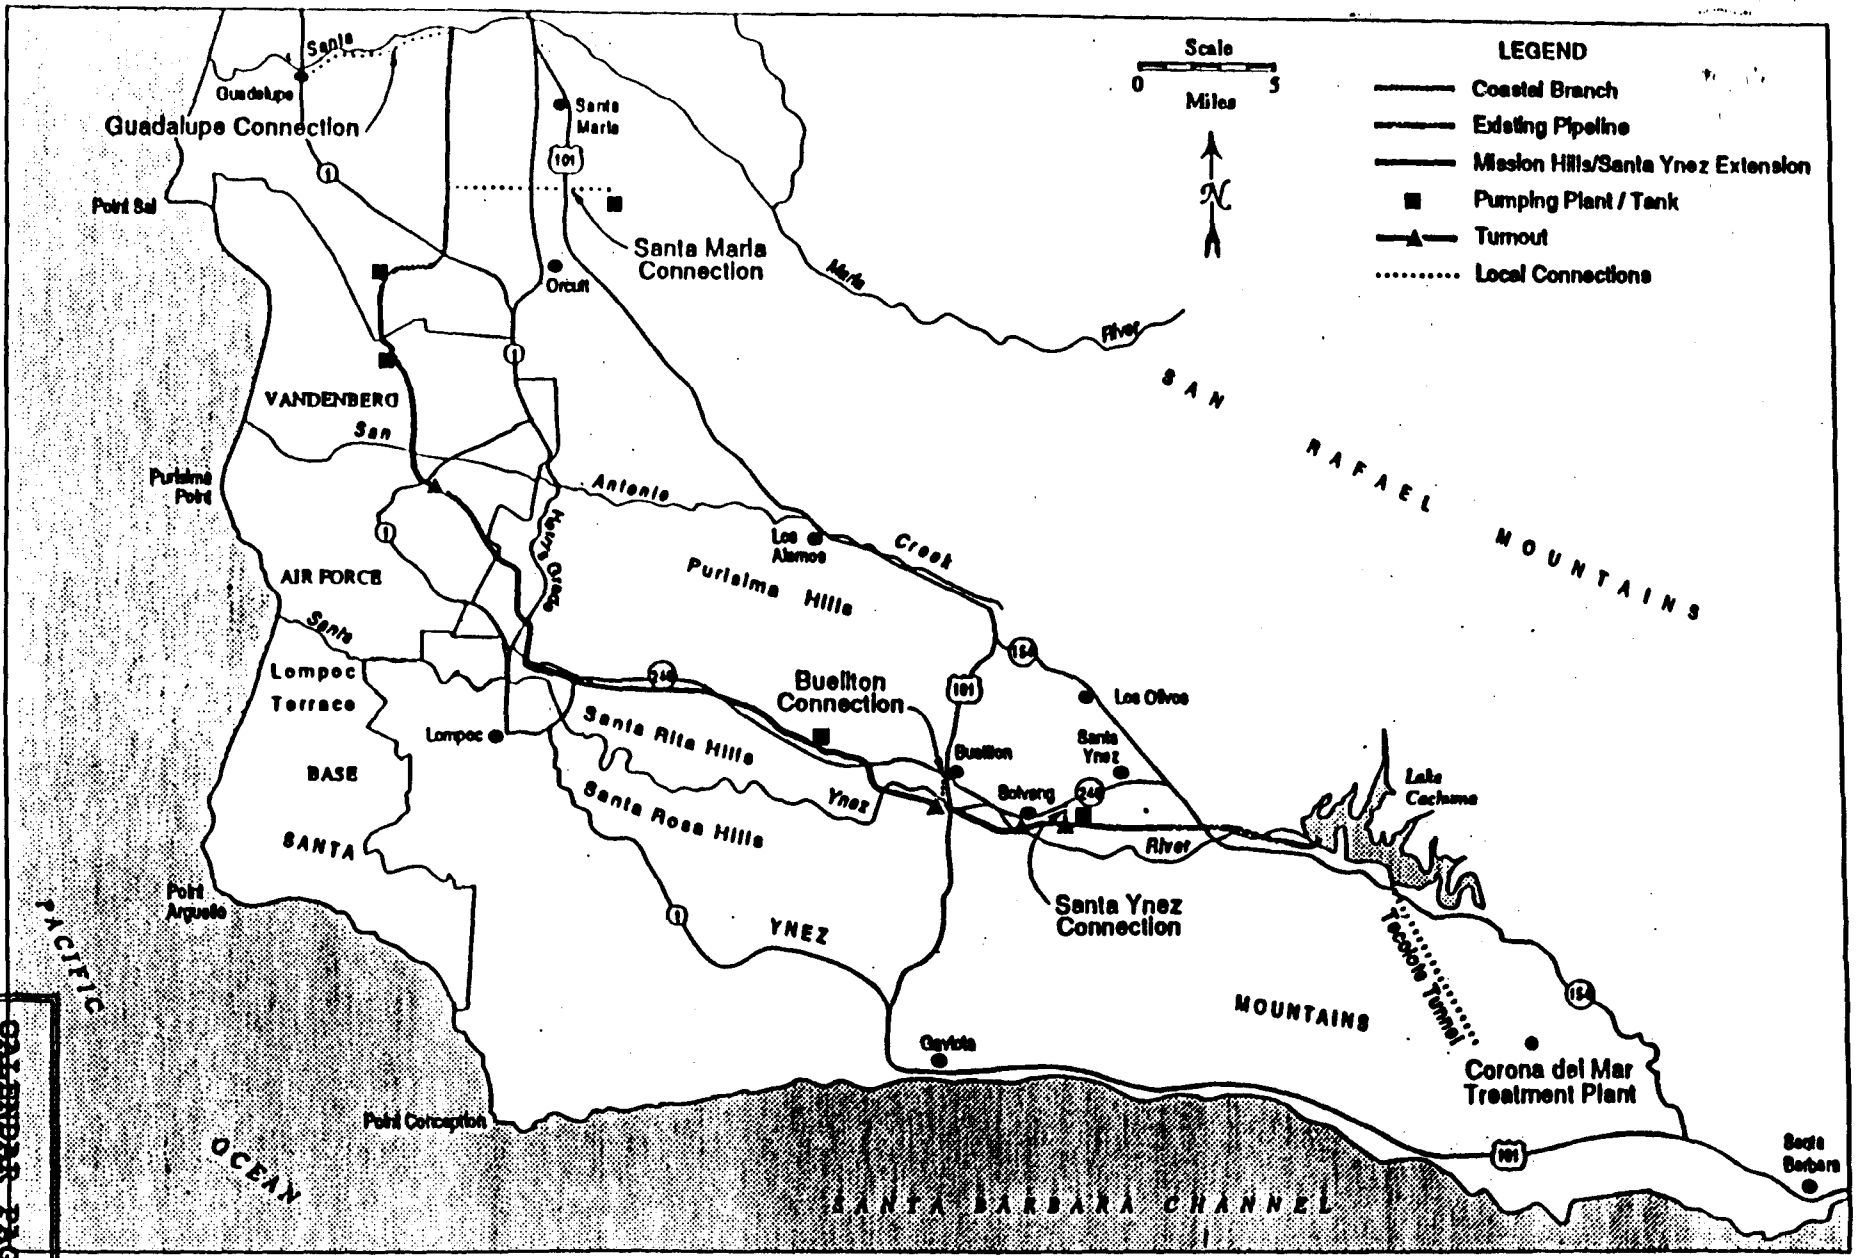 Scale
0 5
Miles
N
LEGEND
Coastal Branch
Existing Pipeline
Mission Hills/Santa Ynez Extension
Pumping Plant / Tank
Turnout
Local Connections
Santa
Guadalupe
Guadalupe Connection
1
Santa
Maria
101
Point Sal
Santa Maria
Connection
Orcutt
Maria
River
1
SAN RAFAEL MOUNTAINS
VANDENBERG
San
Antonio
Creek
Purisima
Point
1
Harris Grade
Los
Alamos
Purisima Hills
AIR FORCE
Santa
Lompoc
Terrace
246
154
101
Buellton
Connection
Los Olivos
Lompoc
Santa Rita Hills
Buellton
Santa
Ynez
BASE
Santa Rosa Hills
Ynez
Solvang
246
Lake
Cachuma
River
SANTA
Point
Arguello
1
YNEZ
Santa Ynez
Connection
Tecolote Tunnel
154
PACIFIC
MOUNTAINS
Gaviota
Corona del Mar
Treatment Plant
Point Conception
OCEAN
101
Santa
Barbara
SANTA BARBARA CHANNEL
CALENDAR PAG